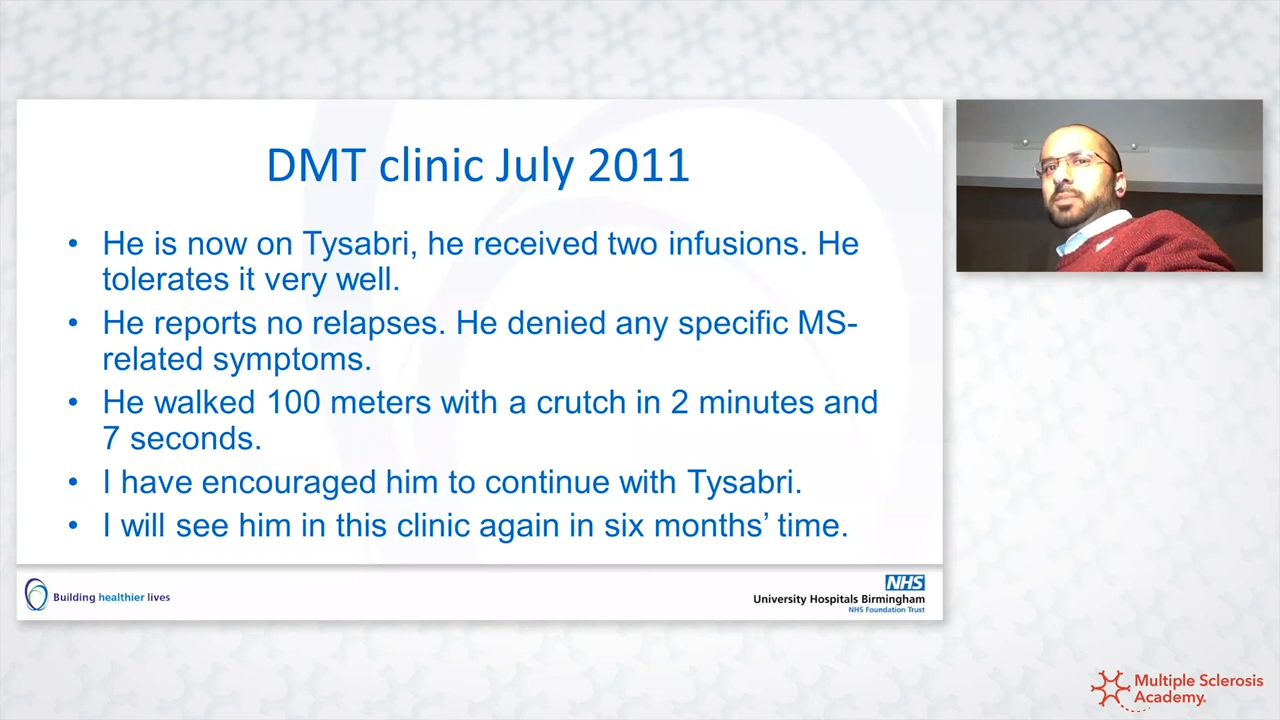 DMT clinic July 2011
• He is now on Tysabri, he received two infusions. He
tolerates it very well.
• He reports no relapses. He denied any specific MS-
related symptoms.
• He walked 100 meters with a crutch in 2 minutes and
7 seconds.
• I have encouraged him to continue with Tysabri.
• I will see him in this clinic again in six months’ time.
Building healthier lives
NHS
University Hospitals Birmingham
NHS Foundation Trust
Multiple Sclerosis
Academy.